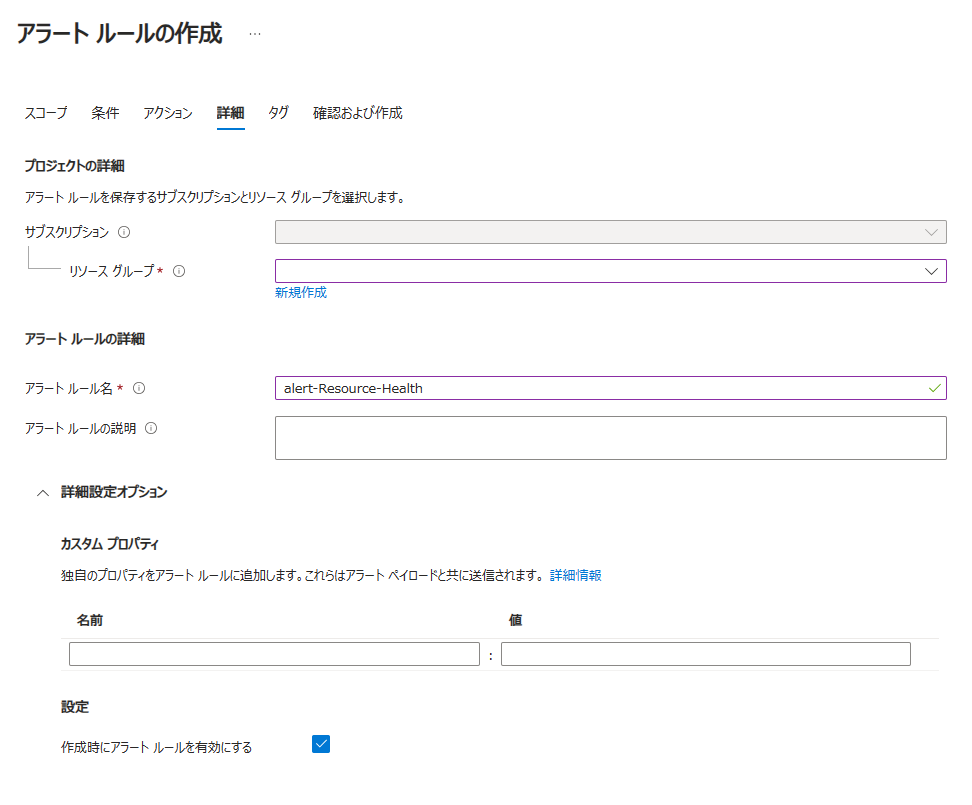 アラート ルールの作成 …
スコープ 条件 アクション 詳細 タグ 確認および作成
プロジェクトの詳細
アラート ルールを保存するサブスクリプションとリソース グループを選択します。
サブスクリプション
リソース グループ *
新規作成
アラート ルールの詳細
アラート ルール名 * alert-Resource-Health
アラート ルールの説明
詳細設定オプション
カスタム プロパティ
独自のプロパティをアラート ルールに追加します。これらはアラート ペイロードと共に送信されます。 詳細情報
名前 値
:
設定
作成時にアラート ルールを有効にする